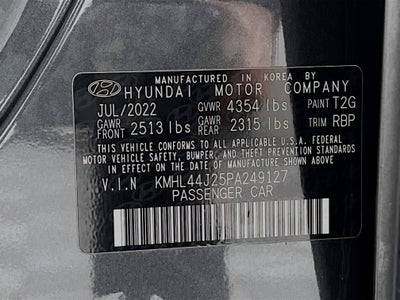 MANUFACTURED IN KOREA BY
HYUNDAI MOTOR COMPANY
JUL/2022 GVWR 4354 lbs PAINT T2G
GAWR FRONT 2513 lbs GAWR REAR 2315 lbs TRIM RBP
THIS VEHICLE CONFORMS TO ALL APPLICABLE U.S.A. FEDERAL
MOTOR VEHICLE SAFETY, BUMPER, AND THEFT PREVENTION STANDARDS
IN EFFECT ON THE DATE OF MANUFACTURE SHOWN ABOVE.
V.I.N KMHL44J25PA249127
PASSENGER CAR